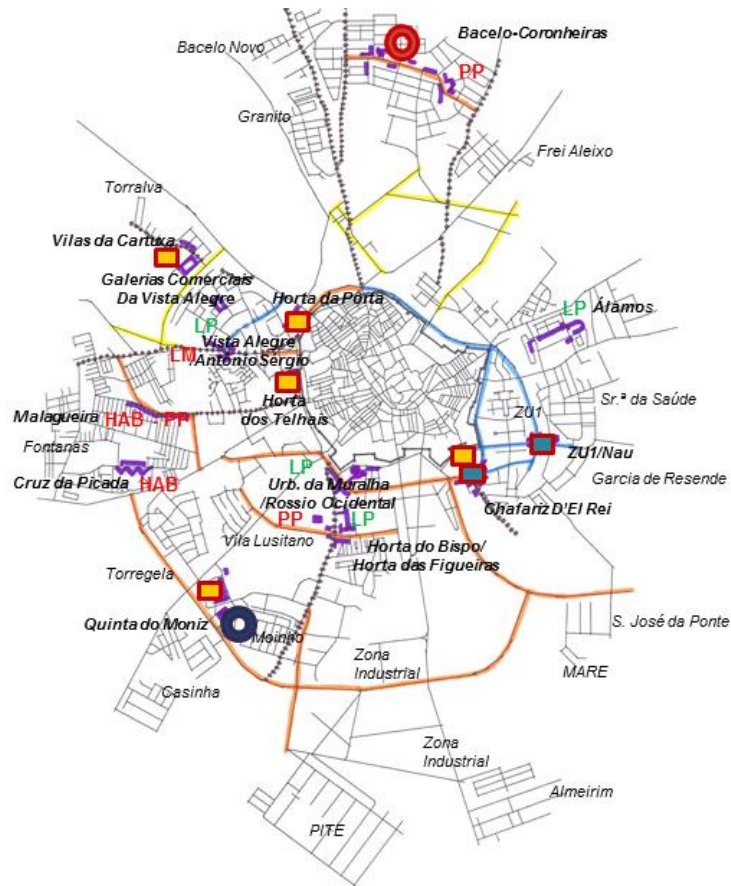 Bacelo-Coronheiras
Bacelo Novo
PP
Granito
Frei Aleixo
Torralva
Vilas da Cartuxa
Galerias Comerciais
Da Vista Alegre
Horta da Porta
LP
Álamos
LP
Vista Alegre
/António Sérgio
LM
Horta
dos Telhais
Sr.ª da Saúde
ZU1
Malagueira
HAB - PP
Fontanas
ZU1/Nau
Cruz da Picada
HAB
LP
Urb. da Muralha
/Rossio Ocidental
Garcia de Resende
Chafariz D'El Rei
PP
LP
Vila Lusitano
Horta do Bispo/
Horta das Figueiras
Torregela
Quinta do Moniz
Moinho
S. José da Ponte
Zona
Industrial
MARE
Casinha
Zona
Industrial
Almeirim
PITE